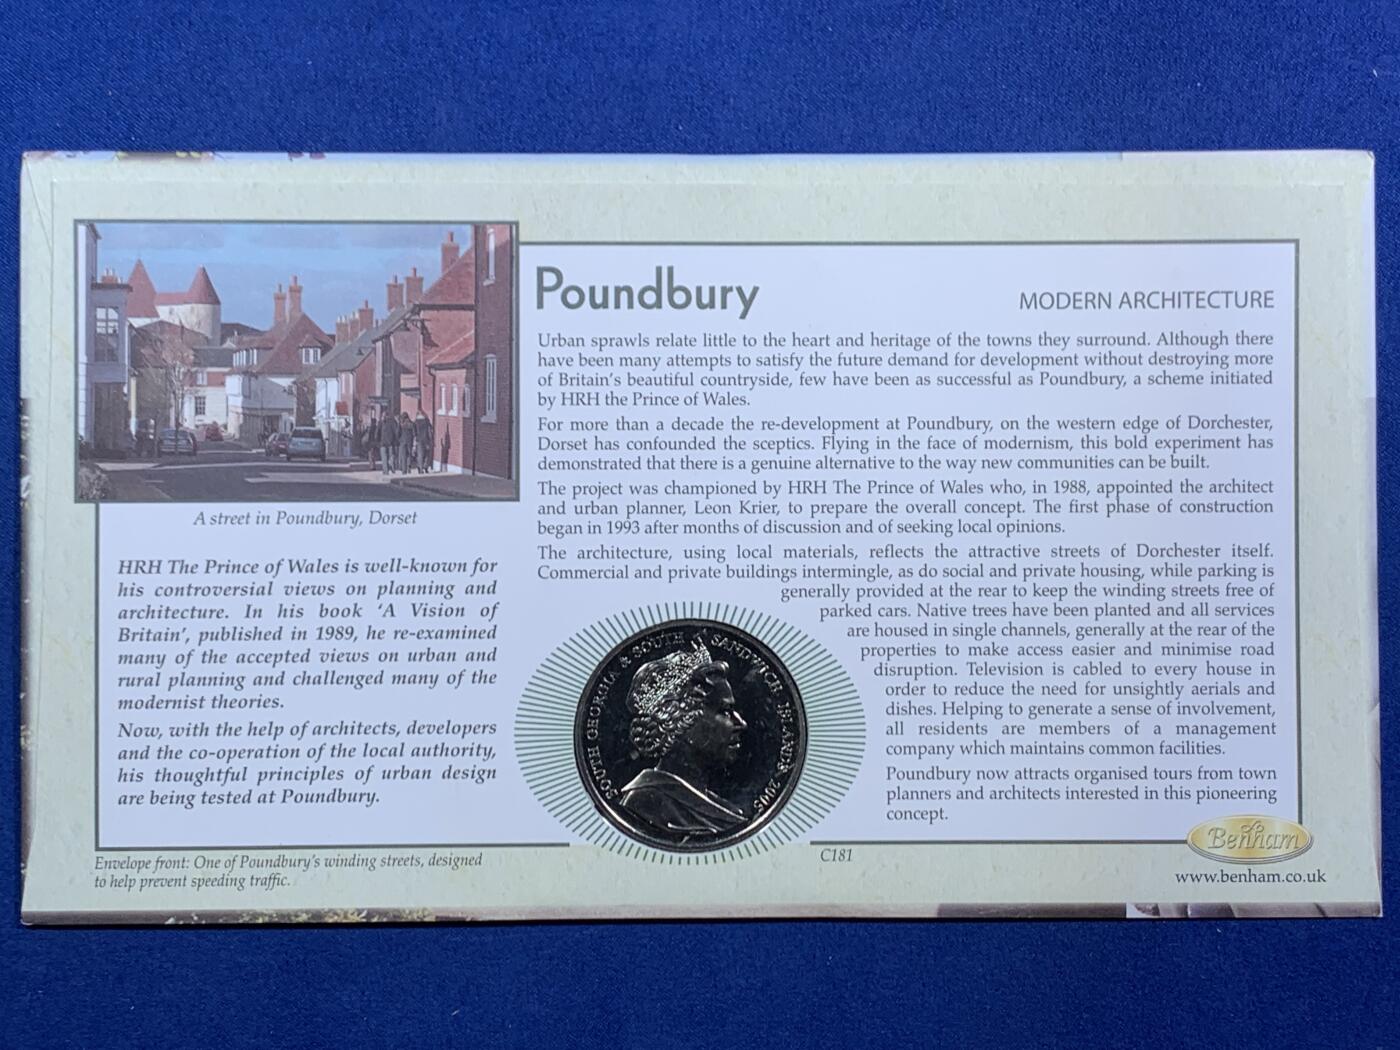 Poundbury
MODERN ARCHITECTURE
Urban sprawls relate little to the heart and heritage of the towns they surround. Although there
have been many attempts to satisfy the future demand for development without destroying more
of Britain's beautiful countryside, few have been as successful as Poundbury, a scheme initiated
by HRH the Prince of Wales.
For more than a decade the re-development at Poundbury, on the western edge of Dorchester,
Dorset has confounded the sceptics. Flying in the face of modernism, this bold experiment has
demonstrated that there is a genuine alternative to the way new communities can be built.
The project was championed by HRH The Prince of Wales who, in 1988, appointed the architect
and urban planner, Leon Krier, to prepare the overall concept. The first phase of construction
began in 1993 after months of discussion and of seeking local opinions.
The architecture, using local materials, reflects the attractive streets of Dorchester itself.
Commercial and private buildings intermingle, as do social and private housing, while parking is
generally provided at the rear to keep the winding streets free of
parked cars. Native trees have been planted and all services
are housed in single channels, generally at the rear of the
properties to make access easier and minimise road
disruption. Television is cabled to every house in
order to reduce the need for unsightly aerials and
dishes. Helping to generate a sense of involvement,
all residents are members of a management
company which maintains common facilities.
Poundbury now attracts organised tours from town
planners and architects interested in this pioneering
concept.
A street in Poundbury, Dorset
HRH The Prince of Wales is well-known for
his controversial views on planning and
architecture. In his book 'A Vision of
Britain', published in 1989, he re-examined
many of the accepted views on urban and
rural planning and challenged many of the
modernist theories.
Now, with the help of architects, developers
and the co-operation of the local authority,
his thoughtful principles of urban design
are being tested at Poundbury.
Envelope front: One of Poundbury's winding streets, designed
to help prevent speeding traffic.
SOUTH GEORGIA & SOUTH SANDWICH ISLANDS 2005
C181
Benham
www.benham.co.uk